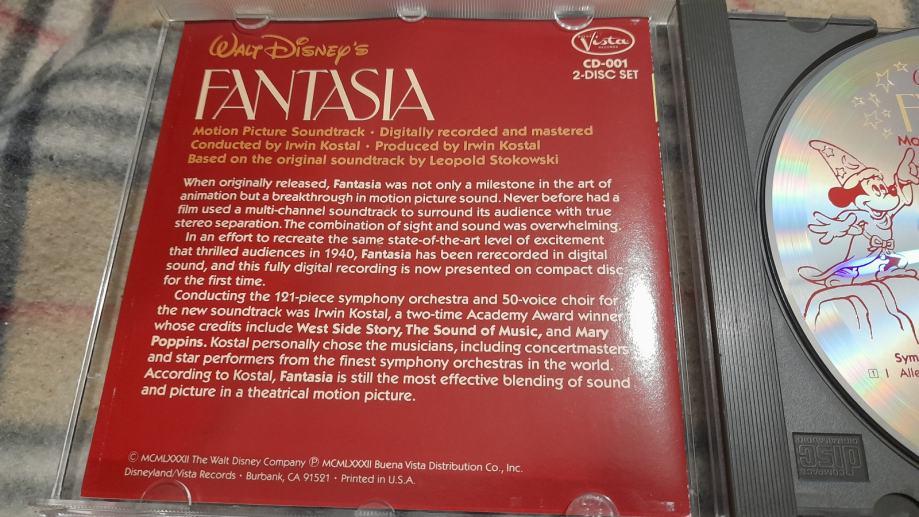 Walt Disney's
FANTASIA
Vista
RECORDS
CD-001
2-DISC SET
Motion Picture Soundtrack · Digitally recorded and mastered
Conducted by Irwin Kostal · Produced by Irwin Kostal
Based on the original soundtrack by Leopold Stokowski
When originally released, Fantasia was not only a milestone in the art of
animation but a breakthrough in motion picture sound. Never before had a
film used a multi-channel soundtrack to surround its audience with true
stereo separation. The combination of sight and sound was overwhelming.
In an effort to recreate the same state-of-the-art level of excitement
that thrilled audiences in 1940, Fantasia has been rerecorded in digital
sound, and this fully digital recording is now presented on compact disc
for the first time.
Conducting the 121-piece symphony orchestra and 50-voice choir for
the new soundtrack was Irwin Kostal, a two-time Academy Award winner
whose credits include West Side Story, The Sound of Music, and Mary
Poppins. Kostal personally chose the musicians, including concertmasters
and star performers from the finest symphony orchestras in the world.
According to Kostal, Fantasia is still the most effective blending of sound
and picture in a theatrical motion picture.
© MCMLXXXII The Walt Disney Company ℗ MCMLXXXII Buena Vista Distribution Co., Inc.
Disneyland/Vista Records · Burbank, CA 91521 · Printed in U.S.A.
Sym
1 I Alle
COMPACT
disc
DIGITAL AUDIO